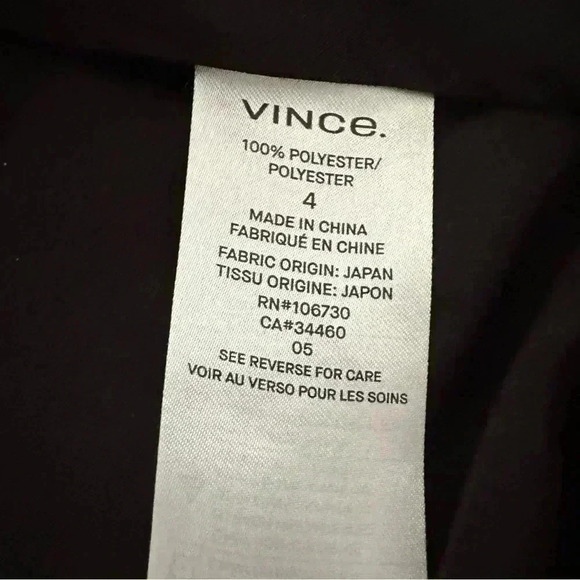 VINCe.
100% POLYESTER/
POLYESTER
4
MADE IN CHINA
FABRIQUÉ EN CHINE
FABRIC ORIGIN: JAPAN
TISSU ORIGINE: JAPON
RN#106730
CA#34460
05
SEE REVERSE FOR CARE
VOIR AU VERSO POUR LES SOINS